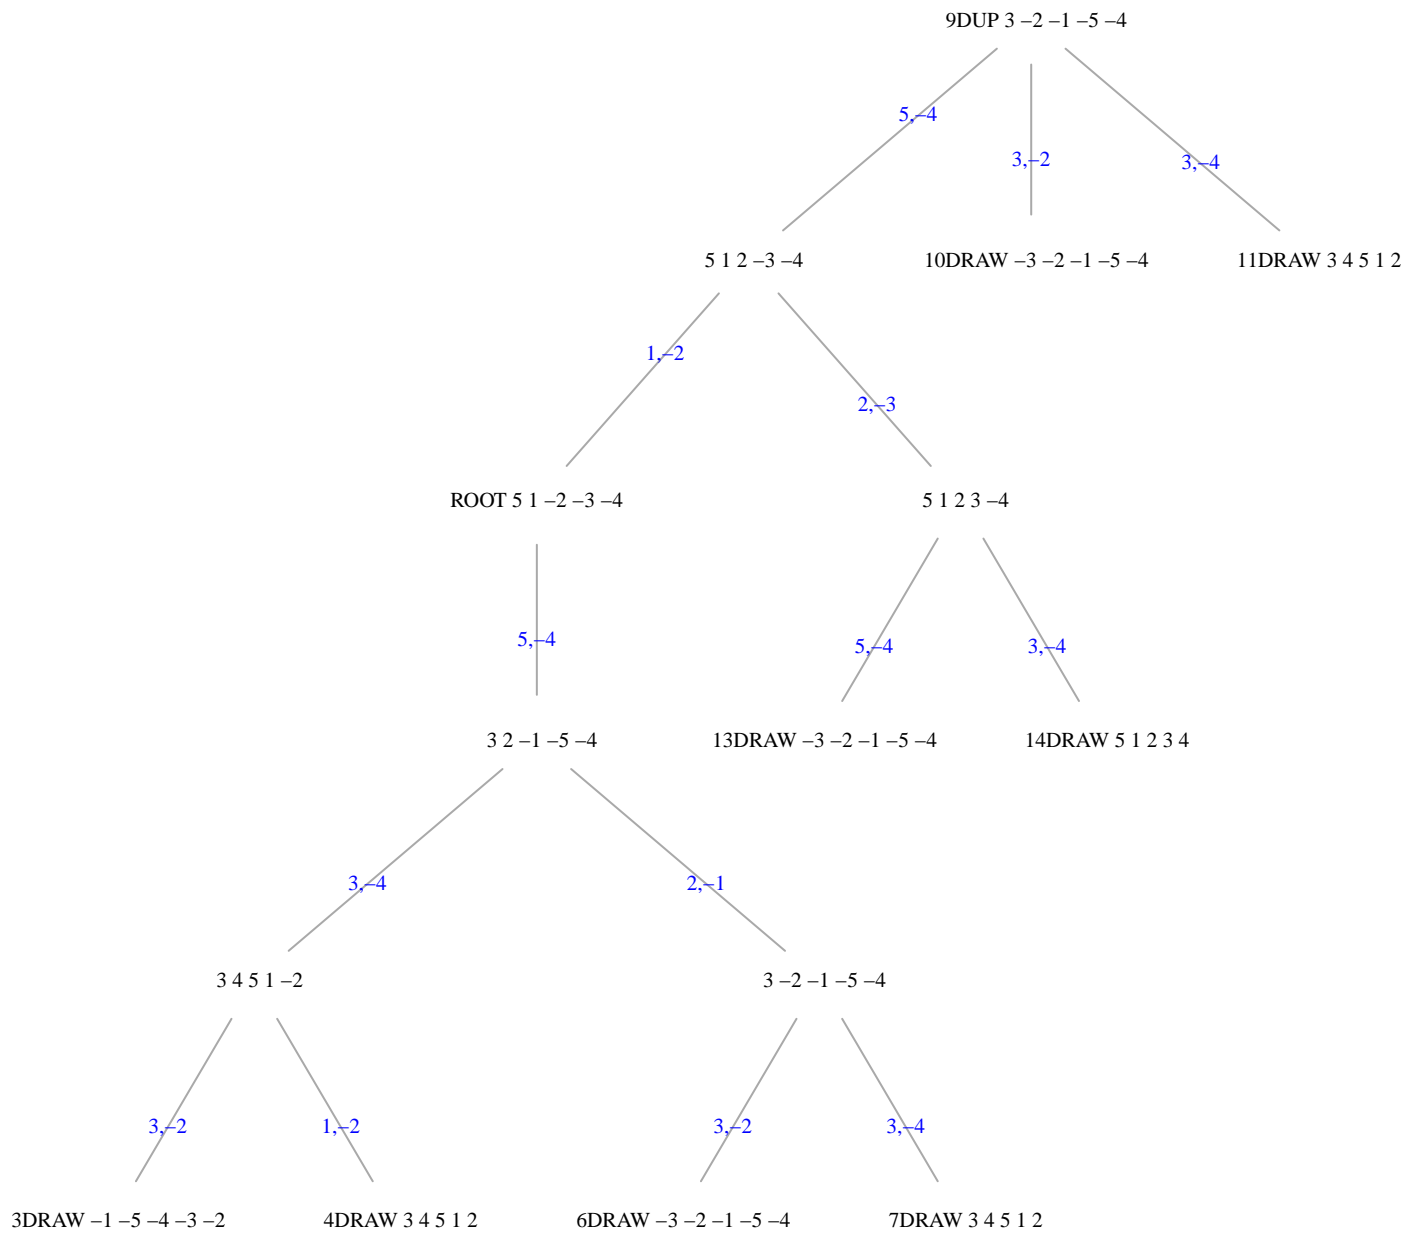 9DUP 3 –2 –1 –5 –4
5,–4
3,–2
3,–4
5 1 2 –3 –4
10DRAW –3 –2 –1 –5 –4
11DRAW 3 4 5 1 2
1,–2
2,–3
ROOT 5 1 –2 –3 –4
5 1 2 3 –4
5,–4
5,–4
3,–4
3 2 –1 –5 –4
13DRAW –3 –2 –1 –5 –4
14DRAW 5 1 2 3 4
3,–4
2,–1
3 4 5 1 –2
3 –2 –1 –5 –4
3,–2
1,–2
3,–2
3,–4
3DRAW –1 –5 –4 –3 –2
4DRAW 3 4 5 1 2
6DRAW –3 –2 –1 –5 –4
7DRAW 3 4 5 1 2